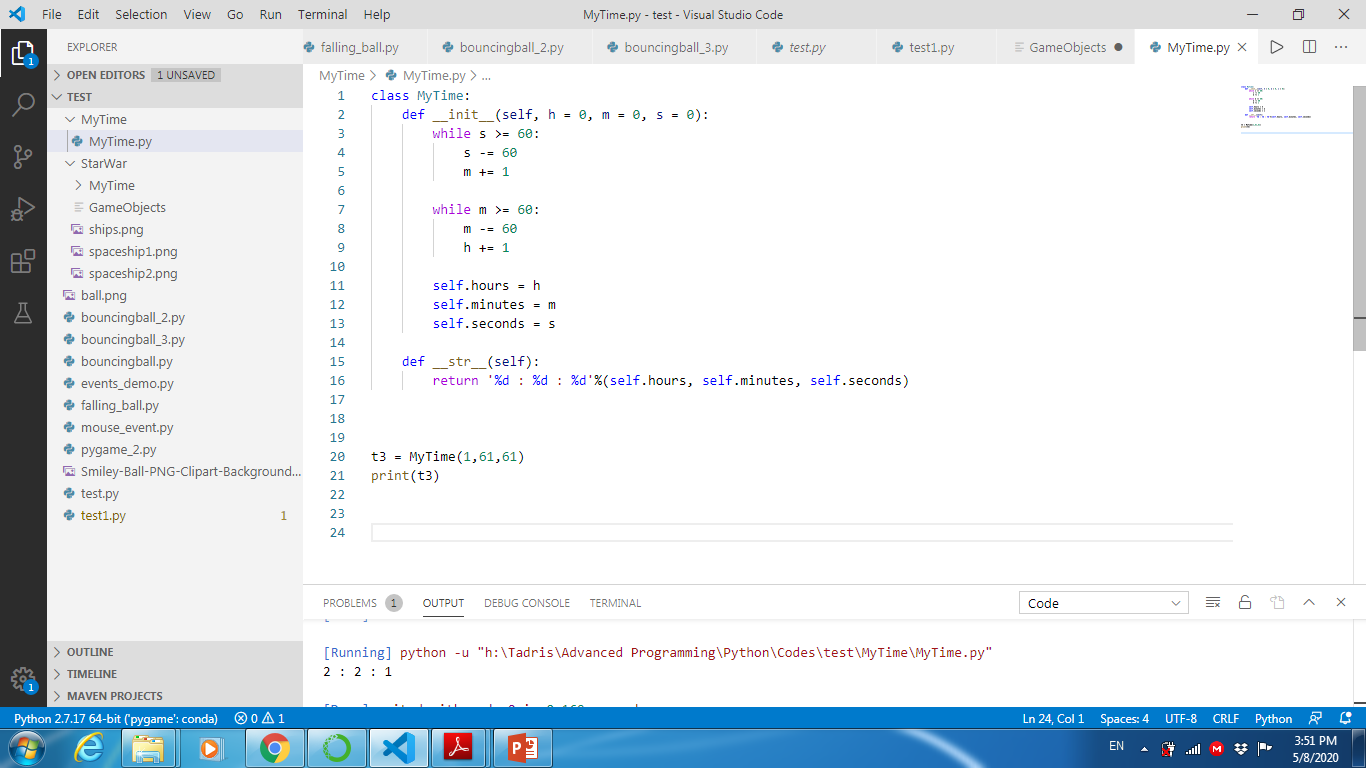 File Edit Selection View Go Run Terminal Help MyTime.py - test - Visual Studio Code
EXPLORER
OPEN EDITORS 1 UNSAVED
TEST
MyTime
MyTime.py
StarWar
MyTime
GameObjects
ships.png
spaceship1.png
spaceship2.png
ball.png
bouncingball_2.py
bouncingball_3.py
bouncingball.py
events_demo.py
falling_ball.py
mouse_event.py
pygame_2.py
Smiley-Ball-PNG-Clipart-Background...
test.py
test1.py 1
OUTLINE
TIMELINE
MAVEN PROJECTS
falling_ball.py bouncingball_2.py bouncingball_3.py test.py test1.py GameObjects MyTime.py
MyTime > MyTime.py > ...
1 class MyTime:
2     def __init__(self, h = 0, m = 0, s = 0):
3         while s >= 60:
4             s -= 60
5             m += 1
6
7         while m >= 60:
8             m -= 60
9             h += 1
10
11         self.hours = h
12         self.minutes = m
13         self.seconds = s
14
15     def __str__(self):
16         return '%d : %d : %d'%(self.hours, self.minutes, self.seconds)
17
18
19
20 t3 = MyTime(1,61,61)
21 print(t3)
22
23
24
PROBLEMS 1 OUTPUT DEBUG CONSOLE TERMINAL Code
[Running] python -u "h:\Tadris\Advanced Programming\Python\Codes\test\MyTime\MyTime.py"
2 : 2 : 1
1
1
Python 2.7.17 64-bit ('pygame': conda) 0 1 Ln 24, Col 1 Spaces: 4 UTF-8 CRLF Python
EN 3:51 PM
5/8/2020